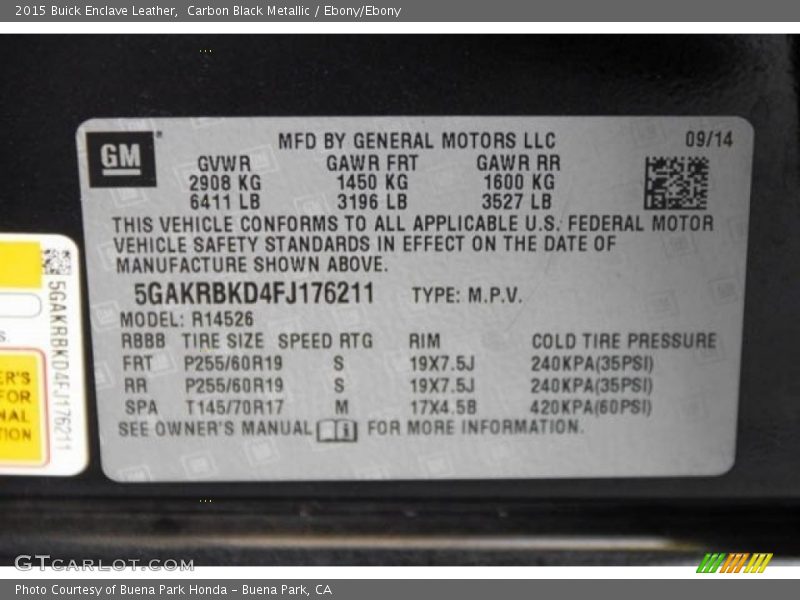 2015 Buick Enclave Leather,  Carbon Black Metallic / Ebony/Ebony
GM
MFD BY GENERAL MOTORS LLC
09/14
GVWR GAWR FRT GAWR RR
2908 KG 1450 KG 1600 KG
6411 LB 3196 LB 3527 LB
THIS VEHICLE CONFORMS TO ALL APPLICABLE U.S. FEDERAL MOTOR
VEHICLE SAFETY STANDARDS IN EFFECT ON THE DATE OF
MANUFACTURE SHOWN ABOVE.
5GAKRBKD4FJ176211 TYPE: M.P.V.
MODEL: R14526
RBBB TIRE SIZE SPEED RTG RIM COLD TIRE PRESSURE
FRT P255/60R19 S 19X7.5J 240KPA(35PSI)
RR P255/60R19 S 19X7.5J 240KPA(35PSI)
SPA T145/70R17 M 17X4.5B 420KPA(60PSI)
SEE OWNER'S MANUAL FOR MORE INFORMATION.
5GAKRBKD4FJ176211
S.
ER'S
FOR
NAL
TION
GTCARLOT.COM
Photo Courtesy of Buena Park Honda - Buena Park, CA